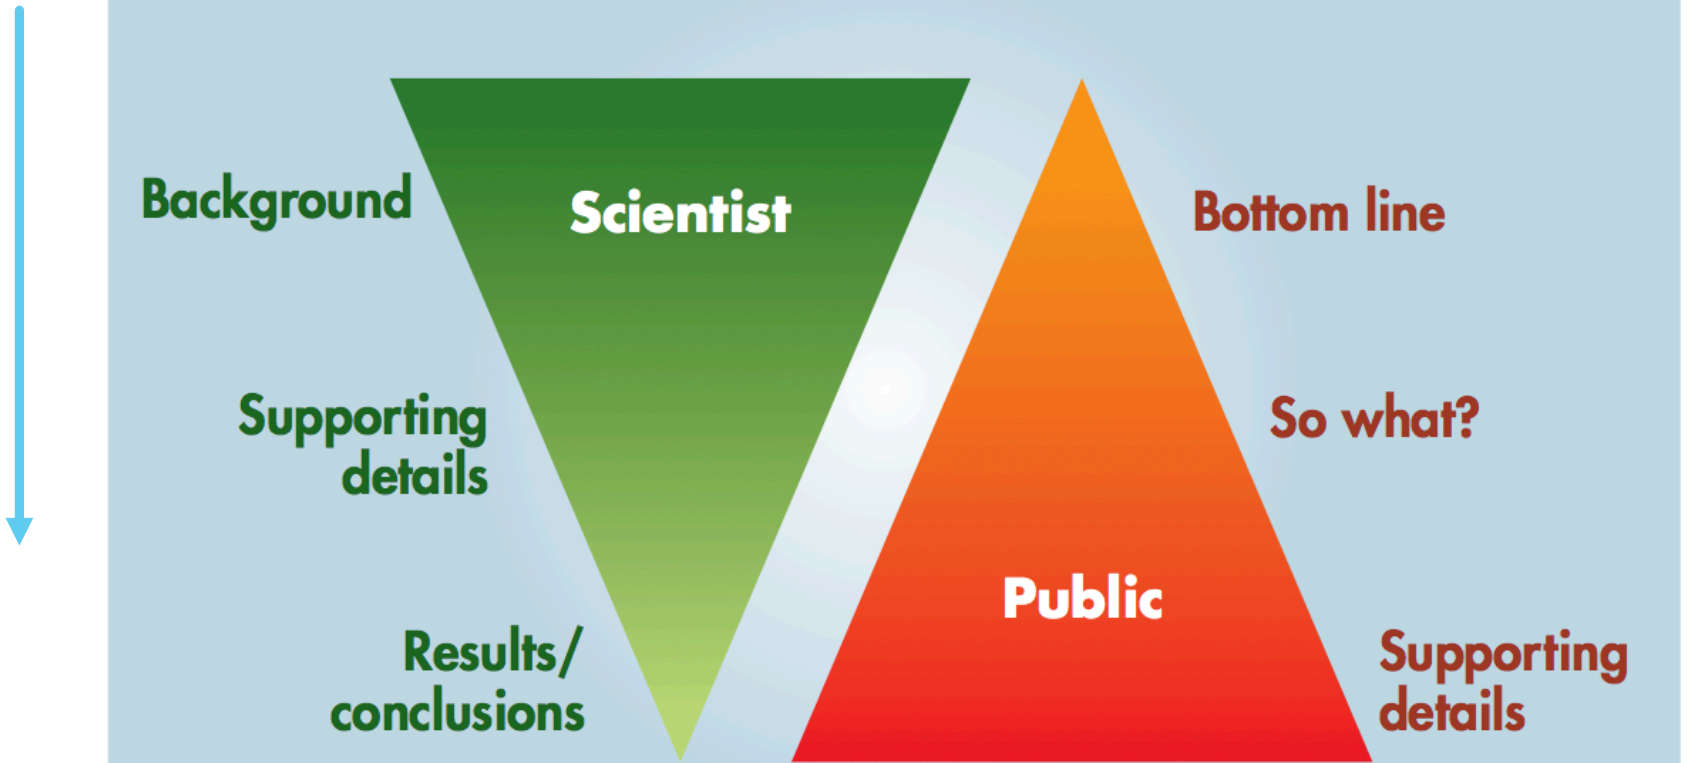 Background
Scientist
Supporting
details
Results/
conclusions
Bottom line
So what?
Public
Supporting
details